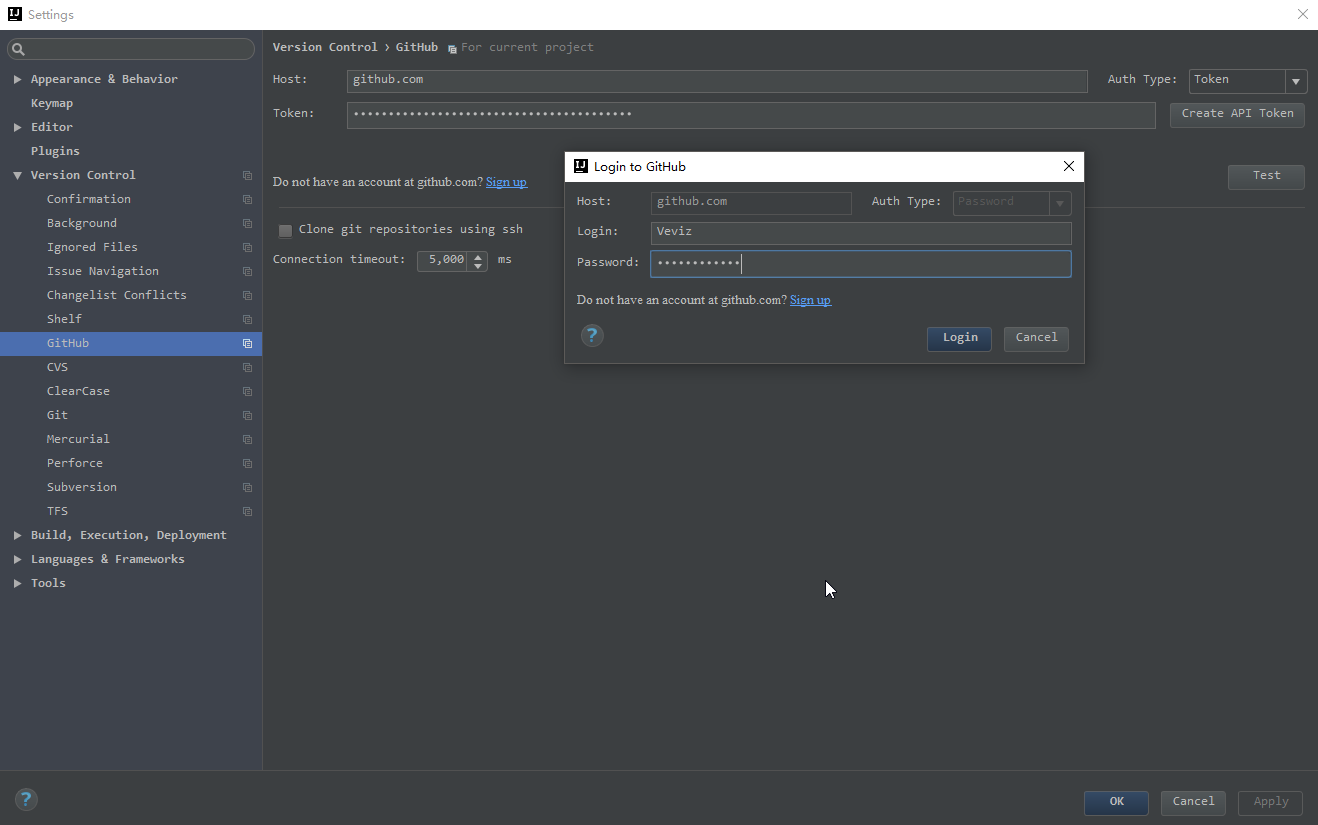 IJ Settings
Version Control › GitHub For current project
Appearance & Behavior
Keymap
Editor
Plugins
Version Control
Confirmation
Background
Ignored Files
Issue Navigation
Changelist Conflicts
Shelf
GitHub
CVS
ClearCase
Git
Mercurial
Perforce
Subversion
TFS
Build, Execution, Deployment
Languages & Frameworks
Tools
Host: github.com Auth Type: Token
Token: •••••••••••••••••••••••••••••••••••••••• Create API Token
Do not have an account at github.com? Sign up Test
Clone git repositories using ssh
Connection timeout: 5,000 ms
IJ Login to GitHub
Host: github.com Auth Type: Password
Login: Veviz
Password: ••••••••••••
Do not have an account at github.com? Sign up
? Login Cancel
? OK Cancel Apply